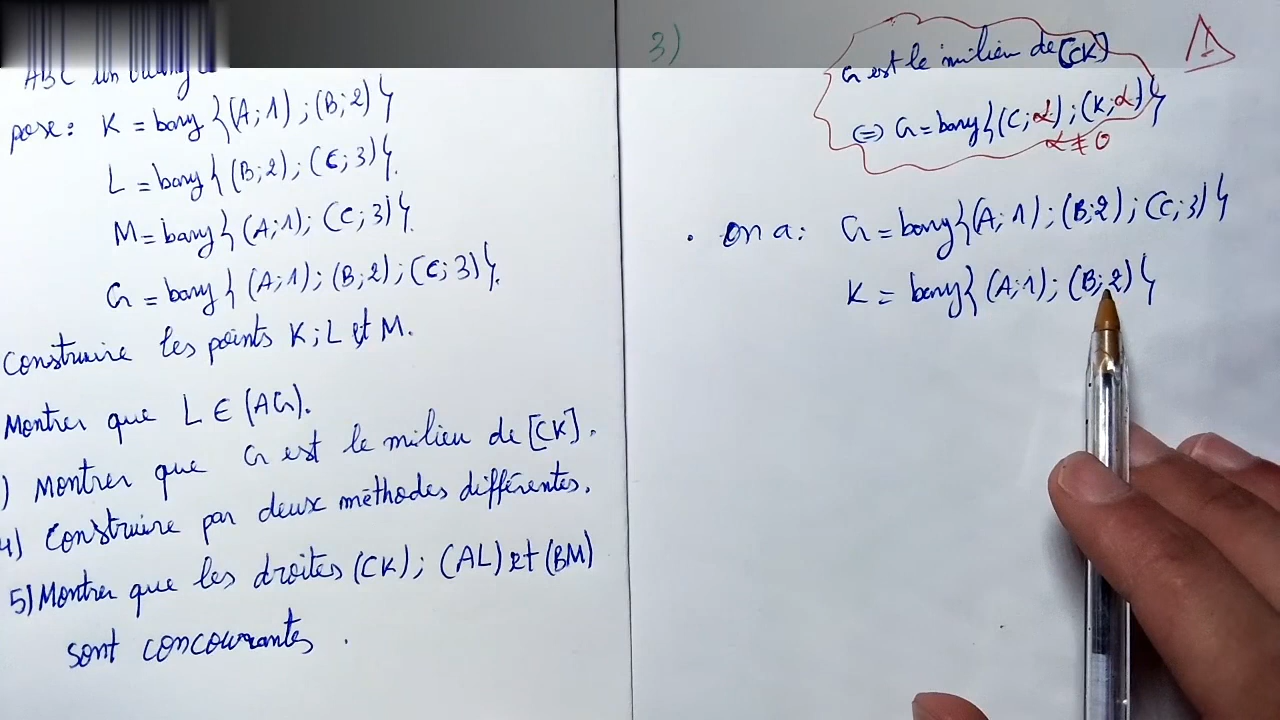 ABC un
pose: K = bary {(A;1) ; (B;2)}
L = bary { (B;2) ; (C;3)}.
M = bary { (A;1) ; (C;3)}.
G = bary { (A;1) ; (B;2) ; (C;3)}.
Construire les points K ; L et M.
Montrer que L ∈ (AG).
) Montrer que G est le milieu de [CK].
4) Construire par deux méthodes différentes.
5) Montrer que les droites (CK) ; (AL) et (BM)
sont concourantes.
3)
G est le milieu de [CK]
⇔ G = bary {(C;α) ; (K;α)}
α ≠ 0
. on a: G = bary {(A;1) ; (B;2) ; (C;3)}
K = bary { (A;1) ; (B;2) }